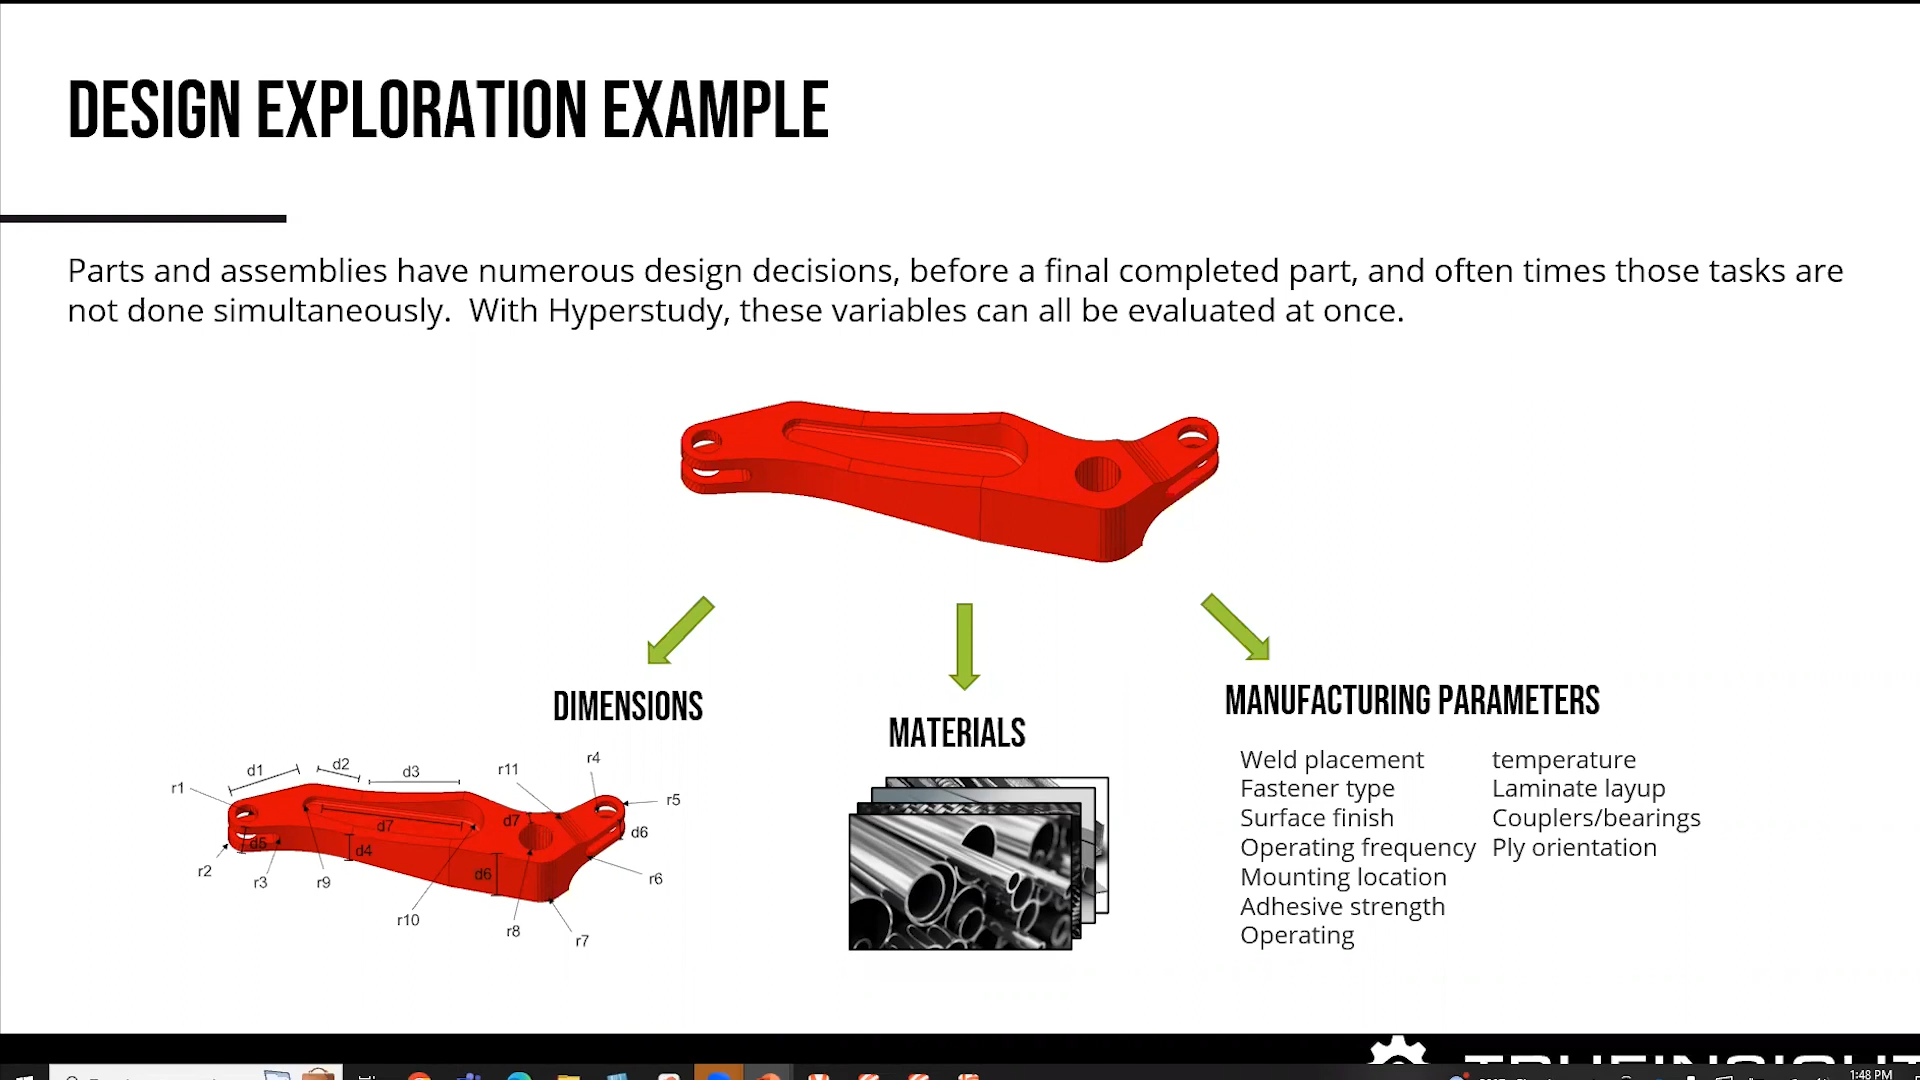 DESIGN EXPLORATION EXAMPLE
Parts and assemblies have numerous design decisions, before a final completed part, and often times those tasks are
not done simultaneously.  With Hyperstudy, these variables can all be evaluated at once.
DIMENSIONS
r1
d1
d2
d3
r11
r4
r5
d7
d7
d6
d5
d4
d6
r2
r3
r9
r10
r8
r7
r6
MATERIALS
MANUFACTURING PARAMETERS
Weld placement
Fastener type
Surface finish
Operating frequency
Mounting location
Adhesive strength
Operating
temperature
Laminate layup
Couplers/bearings
Ply orientation
1:48 PM